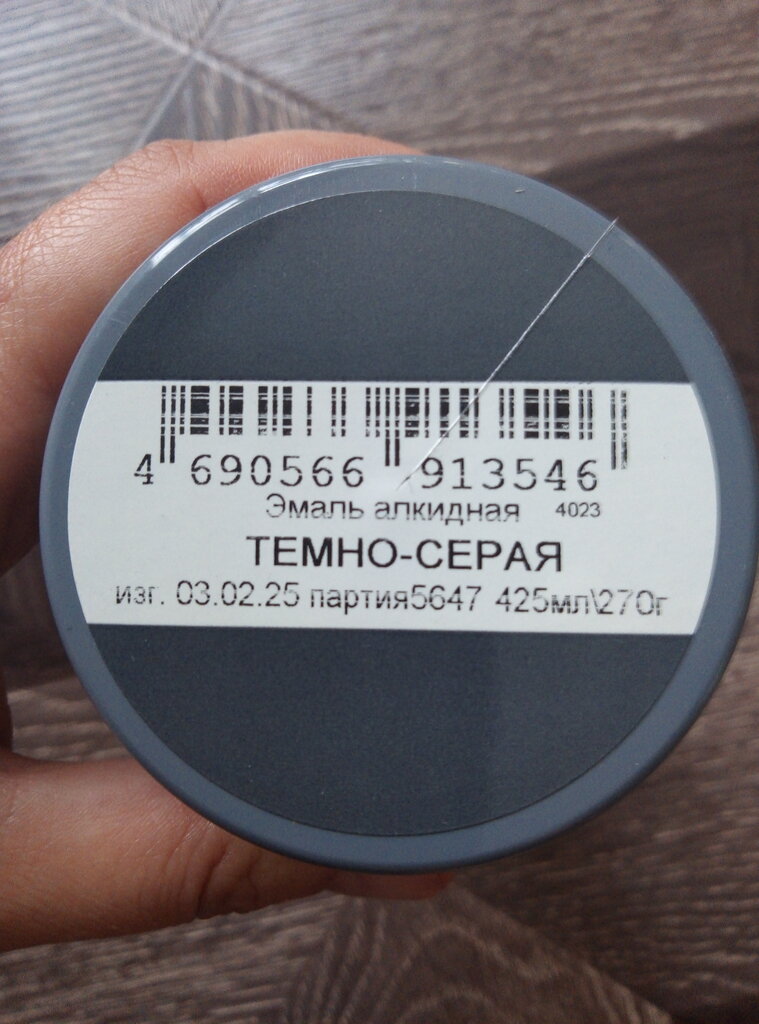 4 690566 913546
Эмаль алкидная 4023
ТЕМНО-СЕРАЯ
изг. 03.02.25 партия5647 425мл\270г